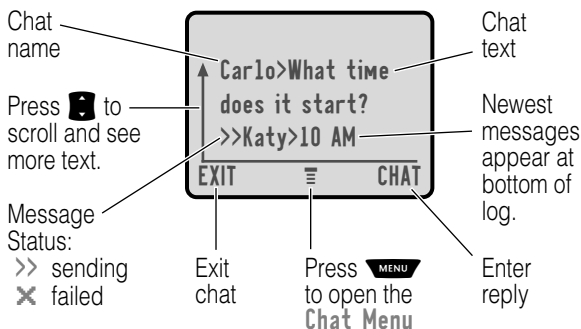 Chat
name
Chat
text
Carlo>What time
does it start?
>>Katy>10 AM
EXIT
CHAT
Press to
scroll and see
more text.
Newest
messages
appear at
bottom of
log.
Message
Status:
>> sending
× failed
Exit
chat
Press MENU
to open the
Chat Menu
Enter
reply